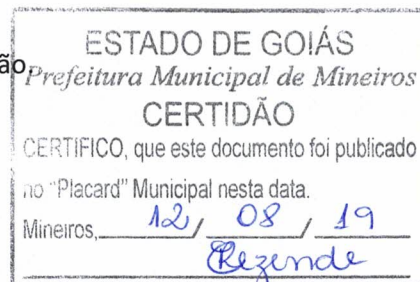 ão
ESTADO DE GOIÁS
Prefeitura Municipal de Mineiros
CERTIDÃO
CERTIFICO, que este documento foi publicado
no "Placard" Municipal nesta data.
Mineiros, 12/ 08 / 19
Rezende